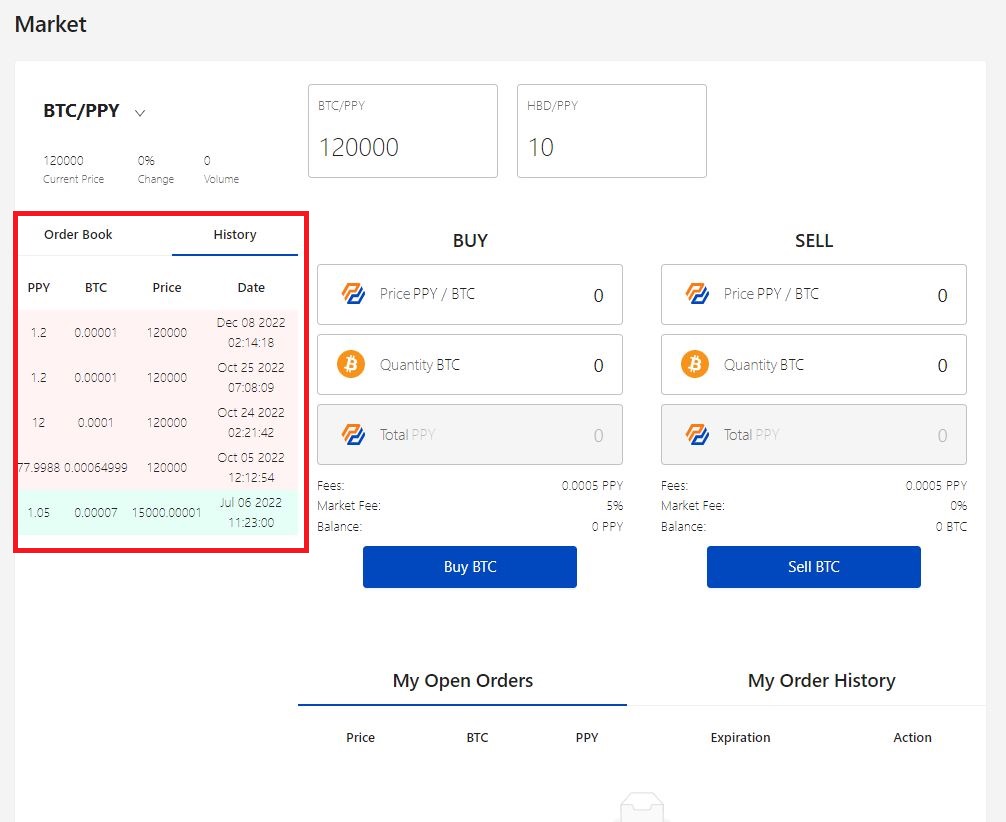 Market
BTC/PPY
120000 0% 0
Current Price Change Volume
BTC/PPY
120000
HBD/PPY
10
Order Book History
PPY BTC Price Date
1.2 0.00001 120000 Dec 08 2022
02:14:18
1.2 0.00001 120000 Oct 25 2022
07:08:09
12 0.0001 120000 Oct 24 2022
02:21:42
77.9988 0.00064999 120000 Oct 05 2022
12:12:54
1.05 0.00007 15000.00001 Jul 06 2022
11:23:00
BUY
Price PPY / BTC 0
Quantity BTC 0
Total PPY 0
Fees: 0.0005 PPY
Market Fee: 5%
Balance: 0 PPY
Buy BTC
SELL
Price PPY / BTC 0
Quantity BTC 0
Total PPY 0
Fees: 0.0005 PPY
Market Fee: 0%
Balance: 0 BTC
Sell BTC
My Open Orders My Order History
Price BTC PPY Expiration Action